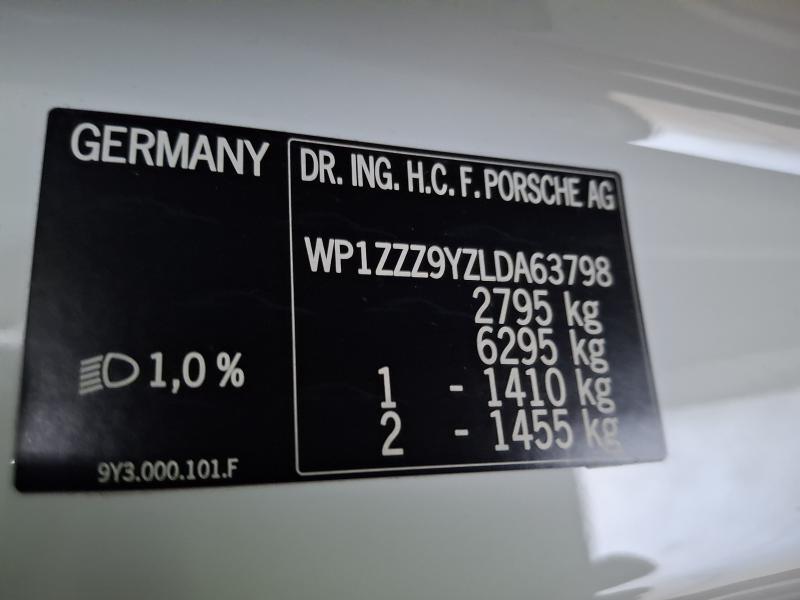 GERMANY
DR. ING. H.C. F. PORSCHE AG
WP1ZZZ9YZLDA63798
2795 kg
6295 kg
1 - 1410 kg
2 - 1455 kg
1,0 %
9Y3.000.101.F